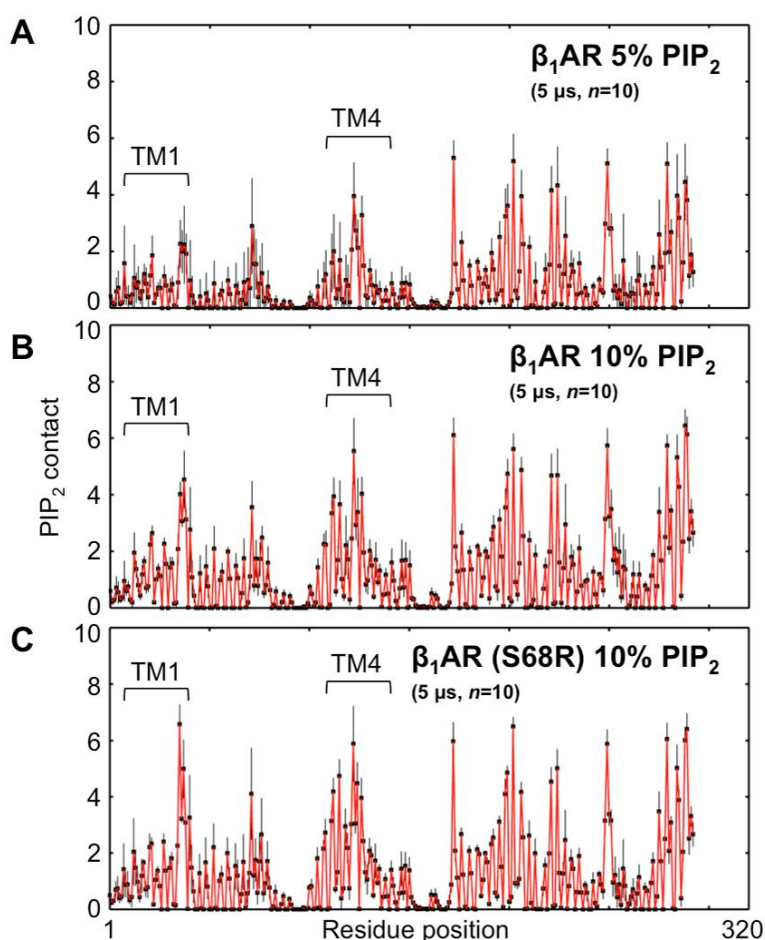 A
10
8
6
4
2
0
β₁AR 5% PIP₂
(5 µs, n=10)
TM1
TM4
B
10
8
6
4
2
0
β₁AR 10% PIP₂
(5 µs, n=10)
TM1
TM4
PIP₂ contact
C
10
8
6
4
2
0
β₁AR (S68R) 10% PIP₂
(5 µs, n=10)
TM1
TM4
1
Residue position
320